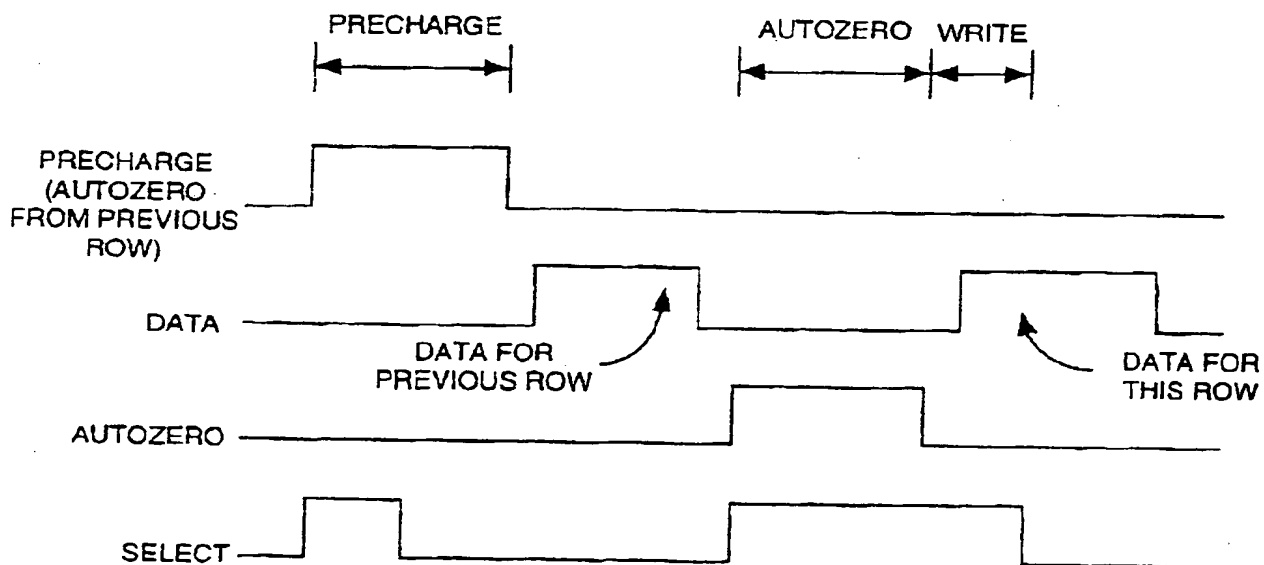 PRECHARGE
AUTOZERO
WRITE
PRECHARGE
(AUTOZERO
FROM PREVIOUS
ROW)
DATA
DATA FOR
PREVIOUS ROW
DATA FOR
THIS ROW
AUTOZERO
SELECT